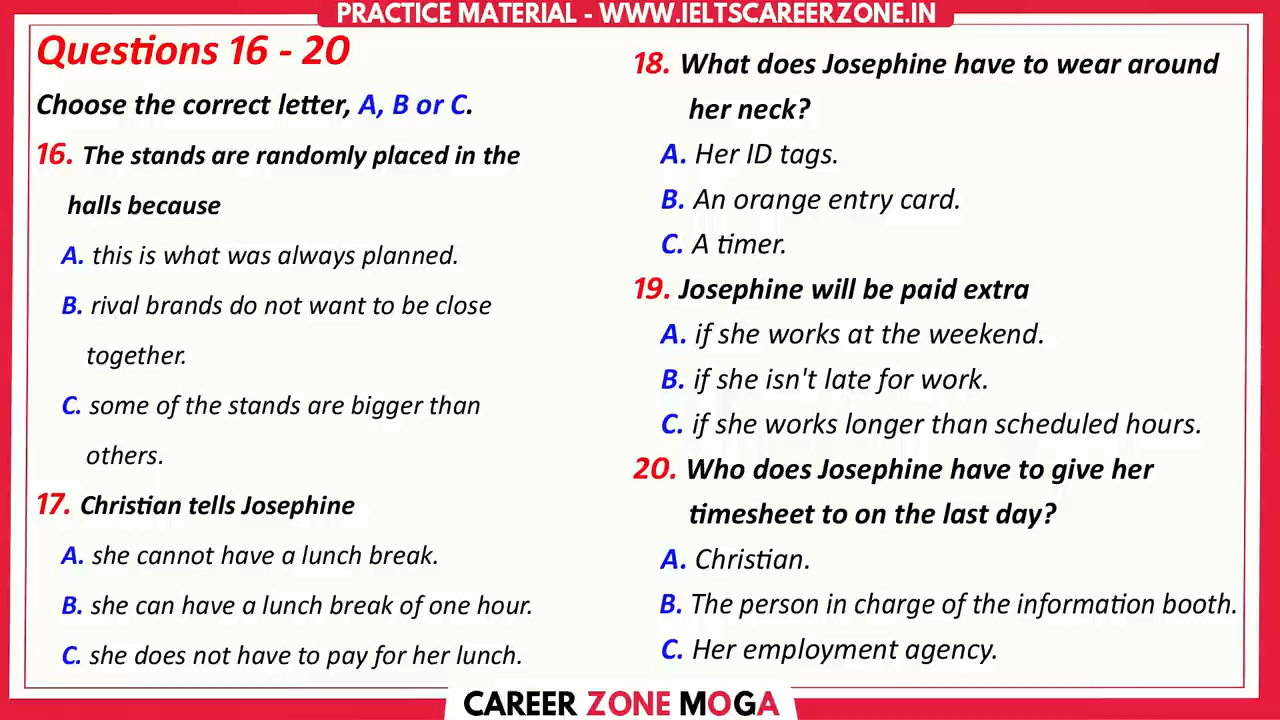 PRACTICE MATERIAL - WWW.IELTSCAREERZONE.IN
Questions 16 - 20
Choose the correct letter, A, B or C.
16. The stands are randomly placed in the
halls because
A. this is what was always planned.
B. rival brands do not want to be close
together.
C. some of the stands are bigger than
others.
17. Christian tells Josephine
A. she cannot have a lunch break.
B. she can have a lunch break of one hour.
C. she does not have to pay for her lunch.
18. What does Josephine have to wear around
her neck?
A. Her ID tags.
B. An orange entry card.
C. A timer.
19. Josephine will be paid extra
A. if she works at the weekend.
B. if she isn't late for work.
C. if she works longer than scheduled hours.
20. Who does Josephine have to give her
timesheet to on the last day?
A. Christian.
B. The person in charge of the information booth.
C. Her employment agency.
CAREER ZONE MOGA